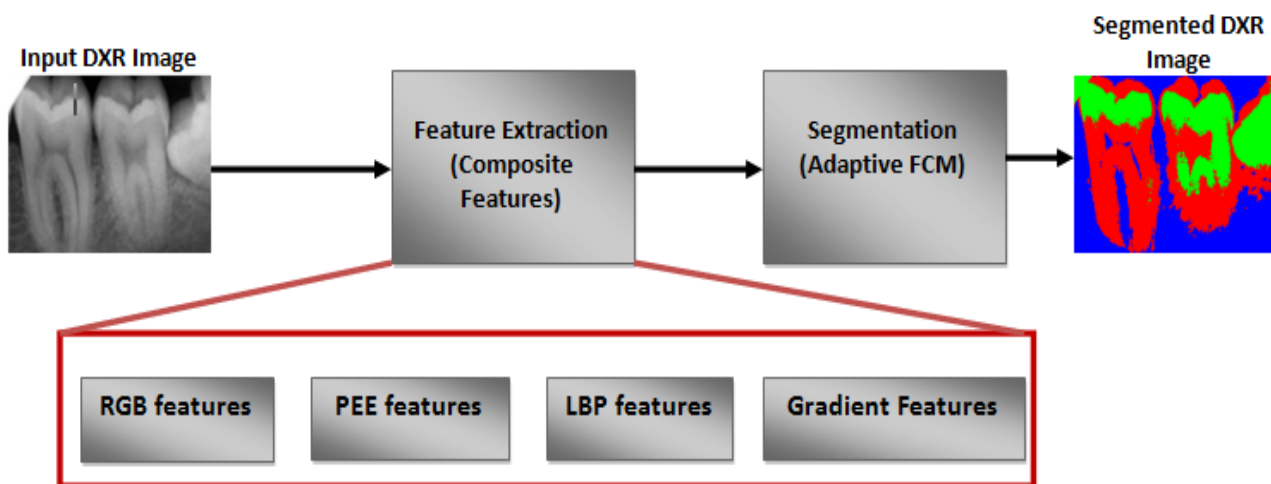 Input DXR Image
Feature Extraction
(Composite
Features)
Segmentation
(Adaptive FCM)
Segmented DXR
Image
RGB features
PEE features
LBP features
Gradient Features